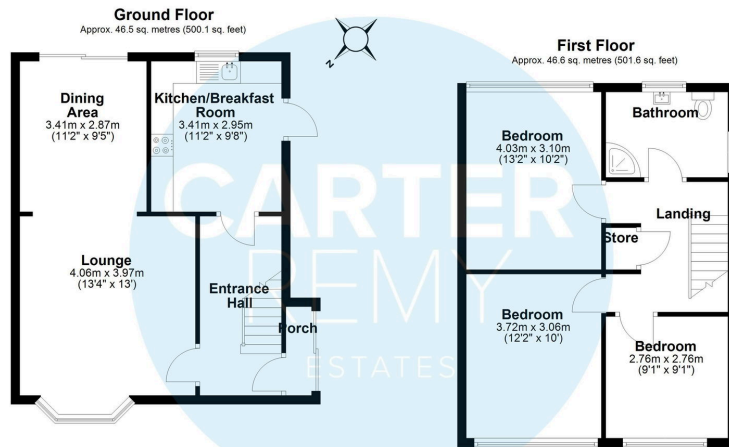 Ground Floor
Approx. 46.5 sq. metres (500.1 sq. feet)
Dining
Area
3.41m x 2.87m
(11'2" x 9'5")
Kitchen/Breakfast
Room
3.41m x 2.95m
(11'2" x 9'8")
Lounge
4.06m x 3.97m
(13'4" x 13')
Entrance
Hall
Porch
N
First Floor
Approx. 46.6 sq. metres (501.6 sq. feet)
Bedroom
4.03m x 3.10m
(13'2" x 10'2")
Bathroom
Landing
Store
Bedroom
3.72m x 3.06m
(12'2" x 10')
Bedroom
2.76m x 2.76m
(9'1" x 9'1")
CARTER
REMY
ESTATES